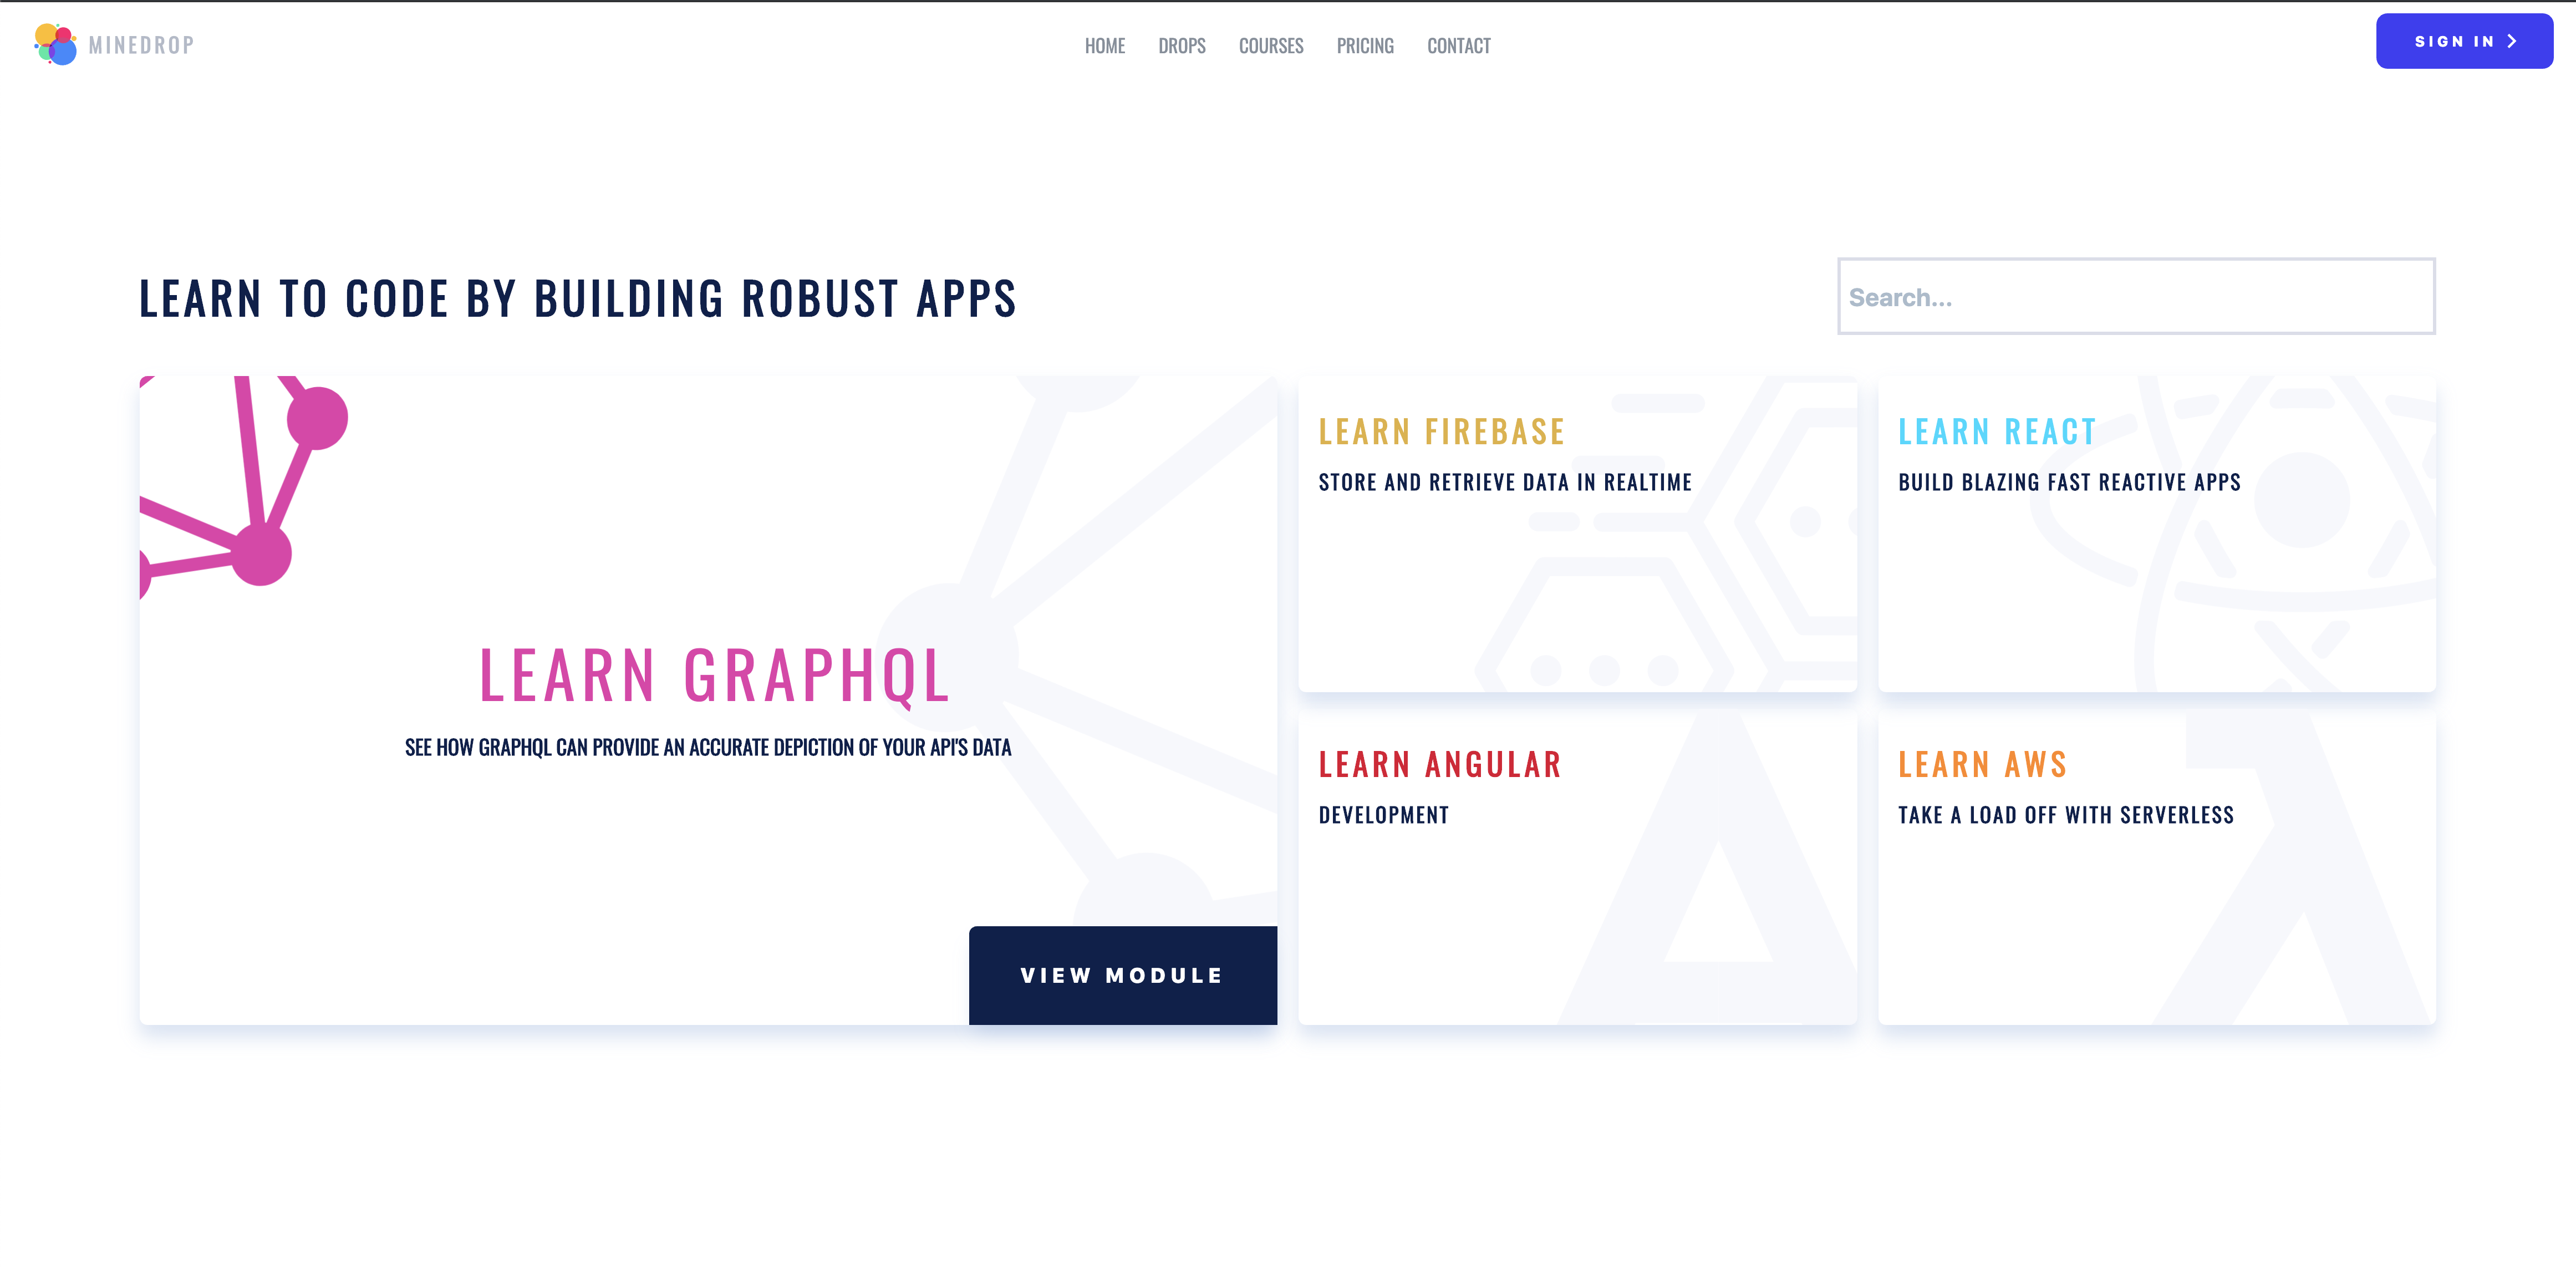 MINEDROP
HOME DROPS COURSES PRICING CONTACT
SIGN IN
LEARN TO CODE BY BUILDING ROBUST APPS
Search...
LEARN GRAPHQL
SEE HOW GRAPHQL CAN PROVIDE AN ACCURATE DEPICTION OF YOUR API'S DATA
VIEW MODULE
LEARN FIREBASE
STORE AND RETRIEVE DATA IN REALTIME
LEARN REACT
BUILD BLAZING FAST REACTIVE APPS
LEARN ANGULAR
DEVELOPMENT
LEARN AWS
TAKE A LOAD OFF WITH SERVERLESS